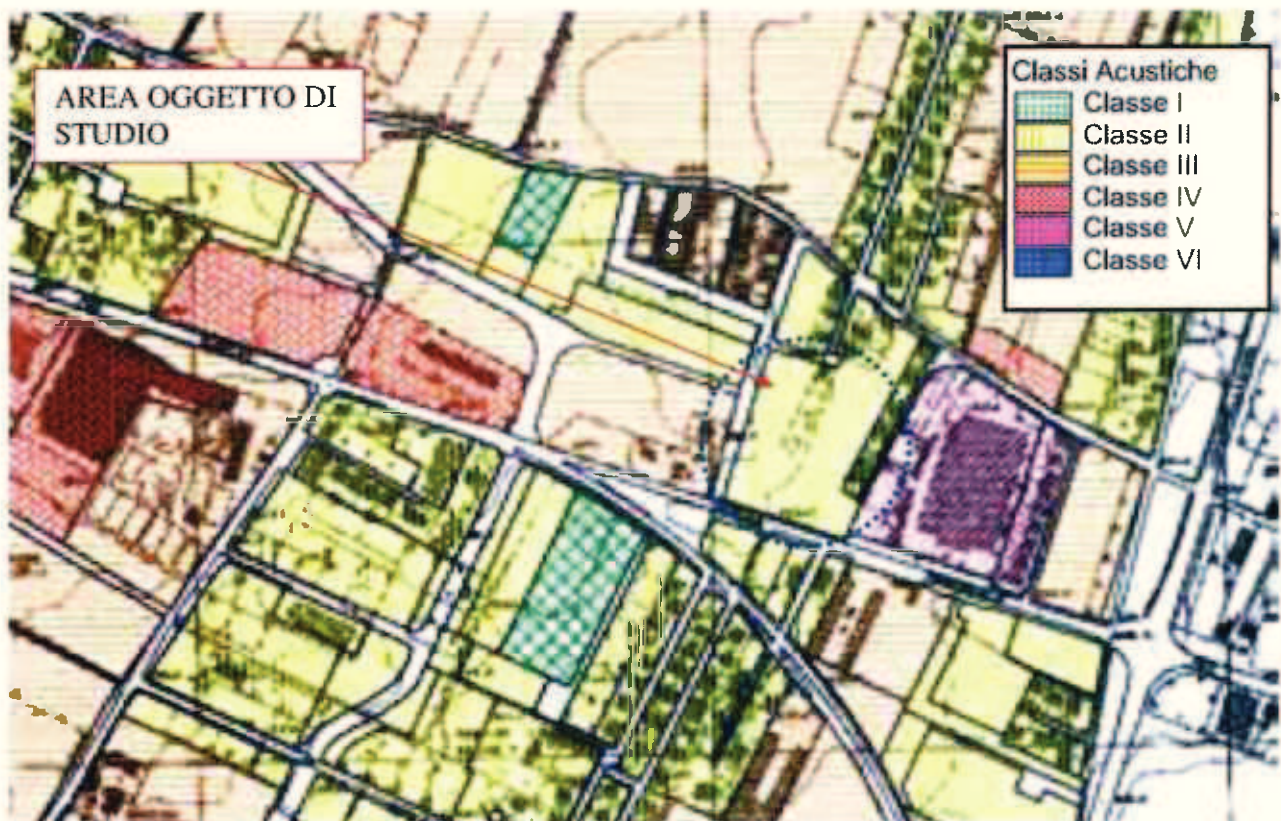 AREA OGGETTO DI
STUDIO
Classi Acustiche
Classe I
Classe II
Classe III
Classe IV
Classe V
Classe VI